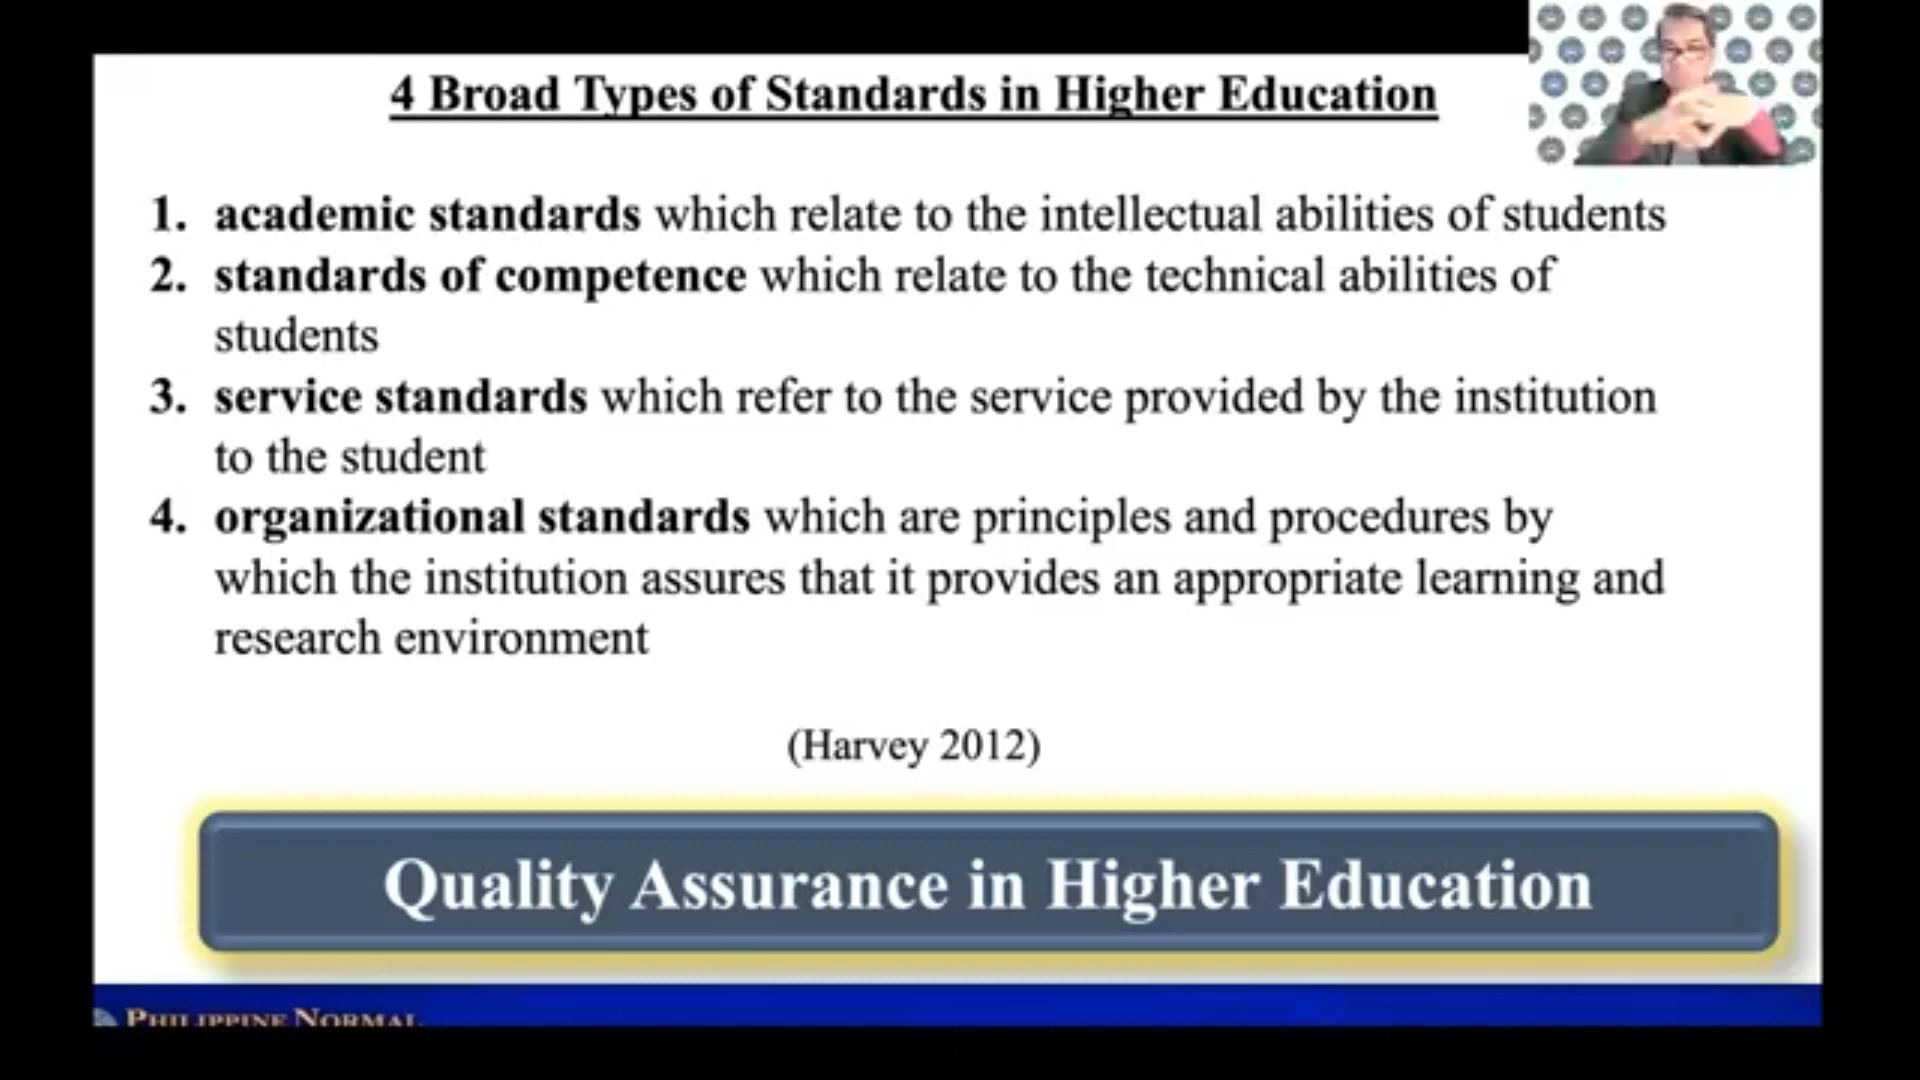 4 Broad Types of Standards in Higher Education
1. academic standards which relate to the intellectual abilities of students
2. standards of competence which relate to the technical abilities of
students
3. service standards which refer to the service provided by the institution
to the student
4. organizational standards which are principles and procedures by
which the institution assures that it provides an appropriate learning and
research environment
(Harvey 2012)
Quality Assurance in Higher Education
PHILIPPINE NORMAL